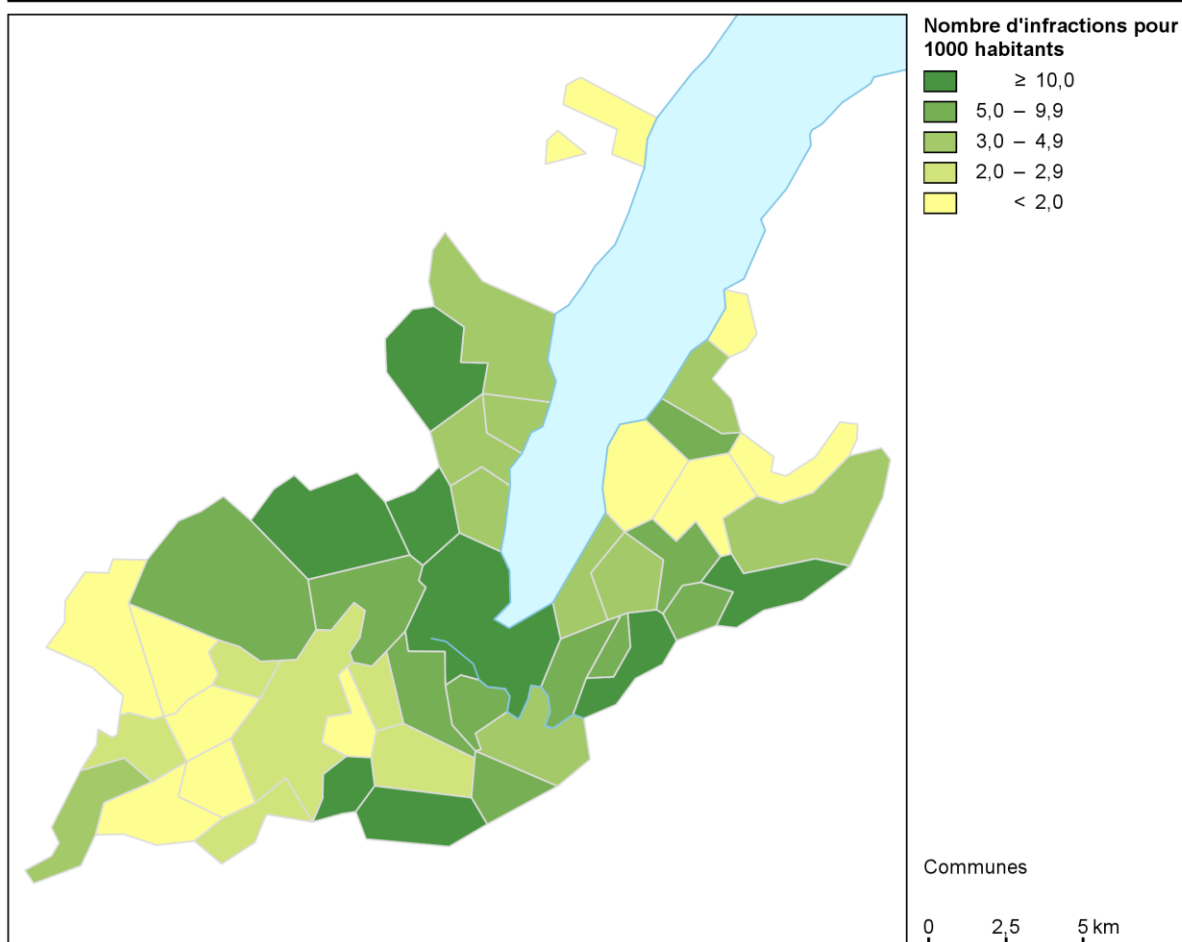 Nombre d'infractions pour
1000 habitants
≥ 10,0
5,0 – 9,9
3,0 – 4,9
2,0 – 2,9
< 2,0
Communes
0 2,5 5 km